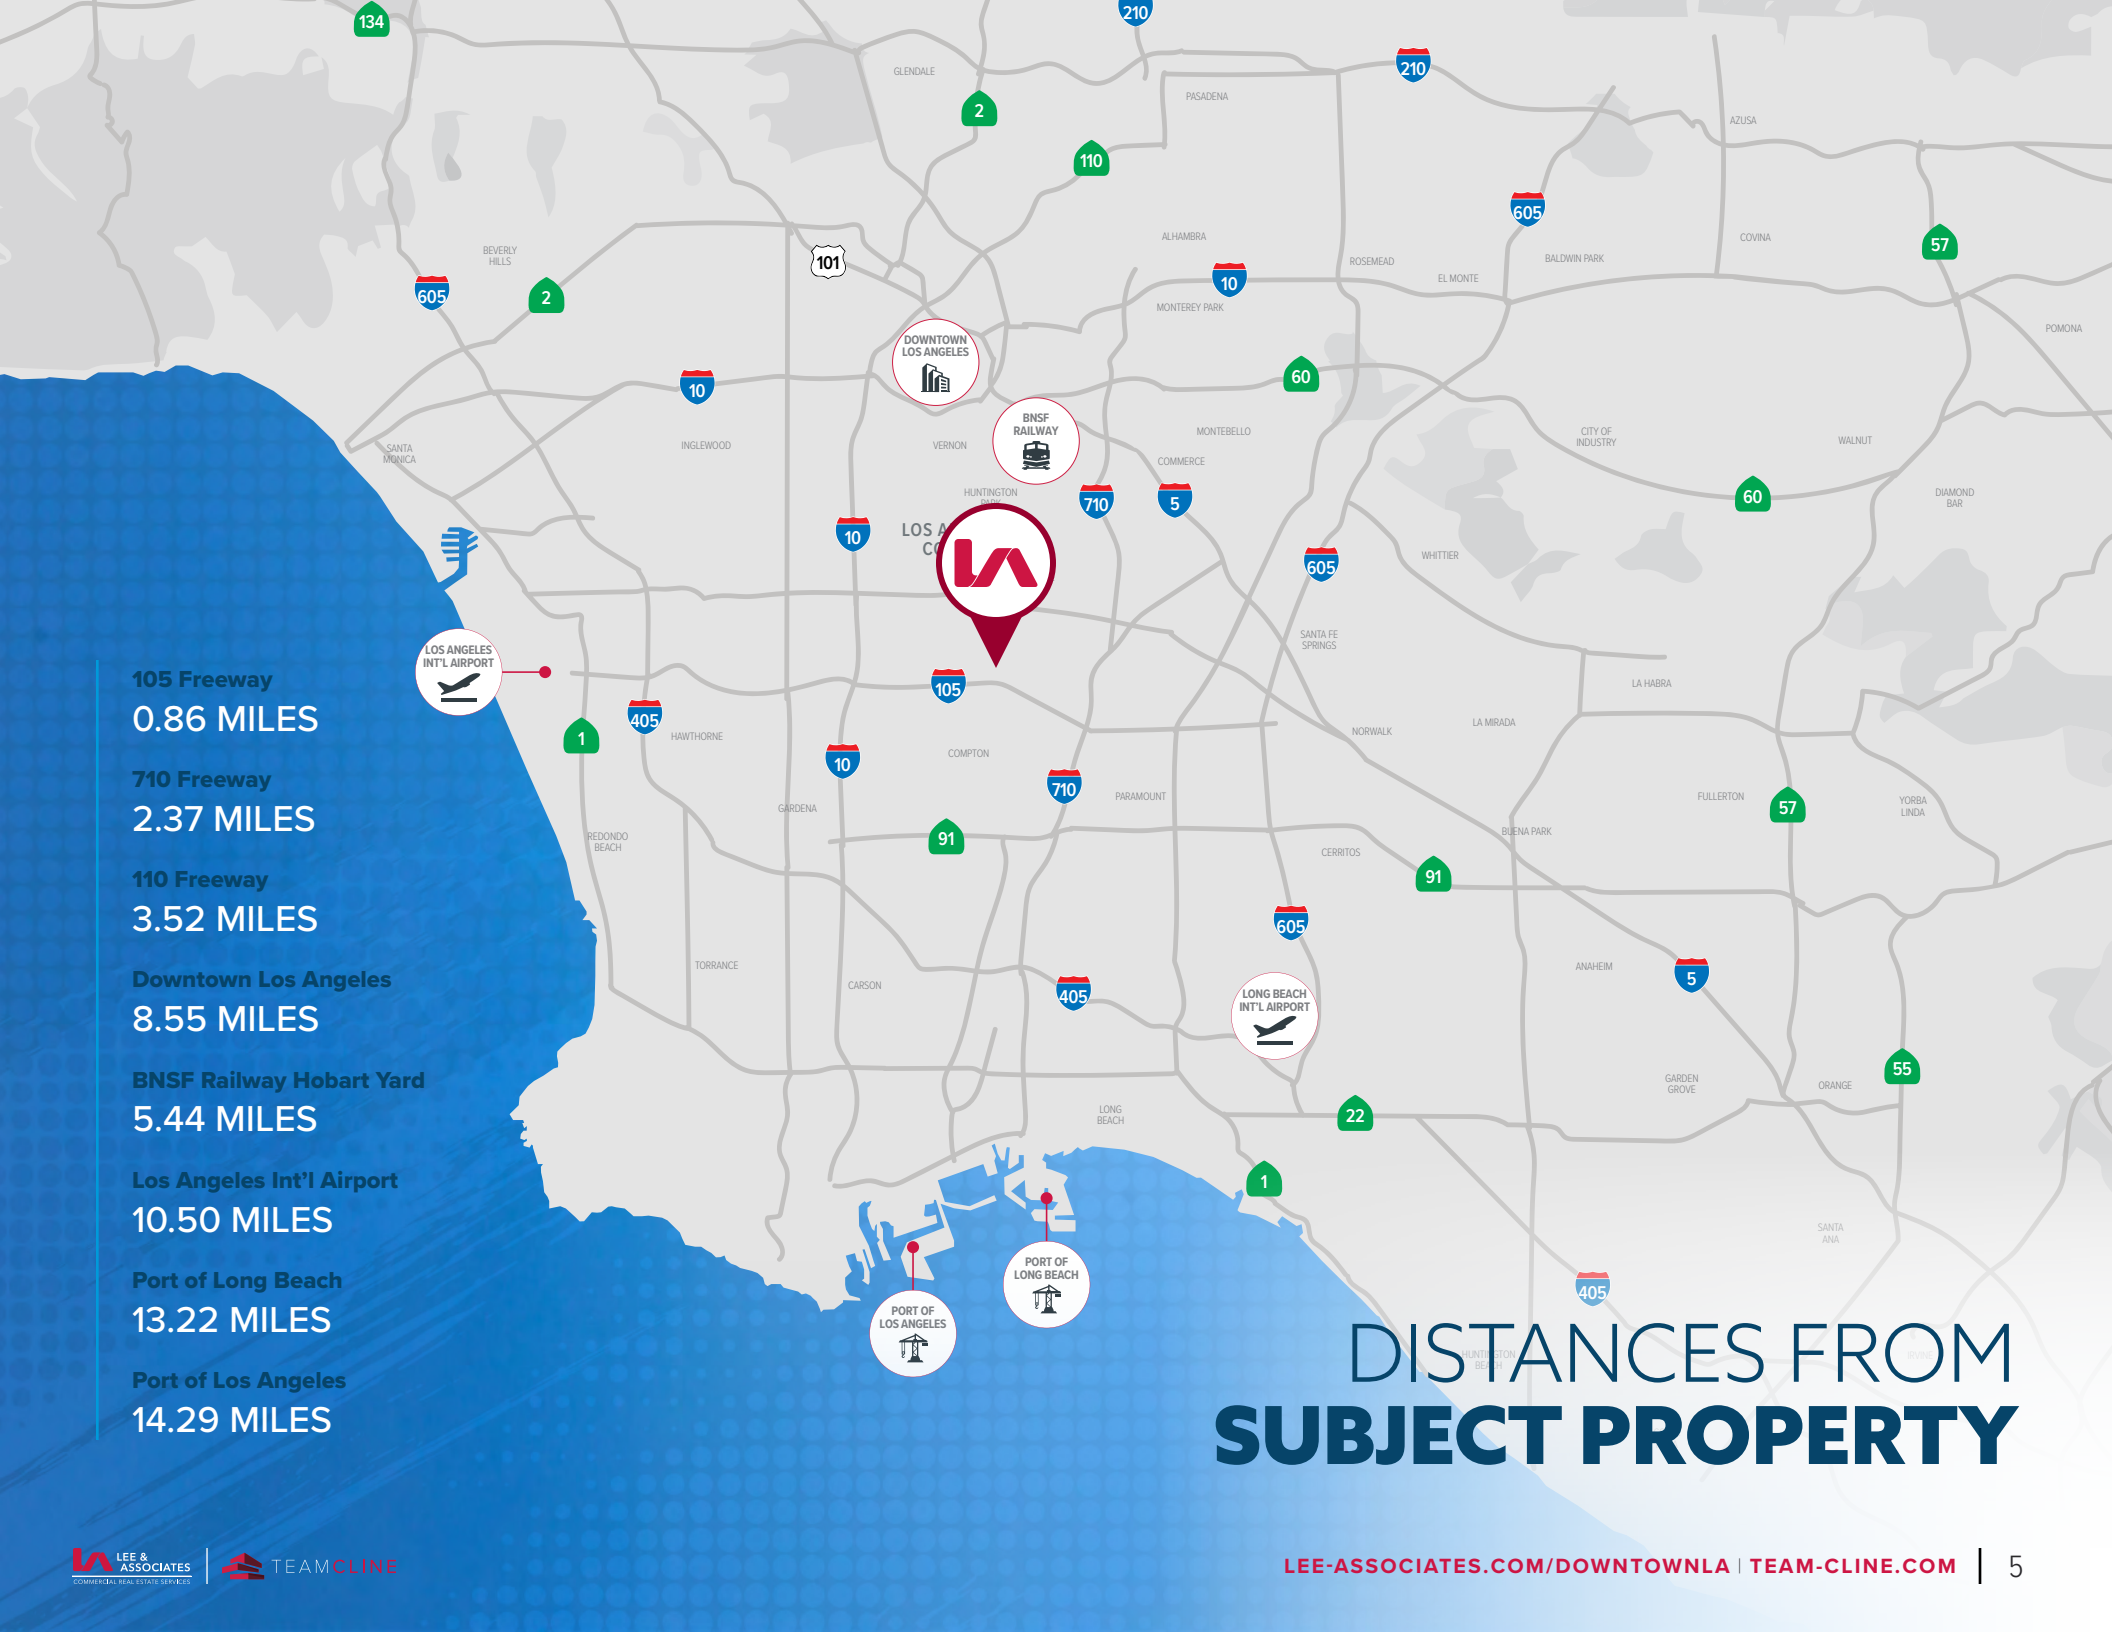 134
210
210
GLENDALE
2
PASADENA
110
AZUSA
605
ALHAMBRA
COVINA
57
BEVERLY
HILLS
101
ROSEMEAD
BALDWIN PARK
EL MONTE
10
605
2
MONTEREY PARK
POMONA
DOWNTOWN
LOS ANGELES
10
60
BNSF
RAILWAY
SANTA
MONICA
INGLEWOOD
VERNON
MONTEBELLO
COMMERCE
CITY OF
INDUSTRY
WALNUT
HUNTINGTON
710
5
60
DIAMOND
BAR
10
LOS A
CO
LA
WHITTIER
605
SANTA FE
SPRINGS
LOS ANGELES
INT'L AIRPORT
105
LA HABRA
405
1
HAWTHORNE
LA MIRADA
NORWALK
10
COMPTON
710
PARAMOUNT
GARDENA
FULLERTON
57
YORBA
LINDA
REDONDO
BEACH
91
BUENA PARK
CERRITOS
91
605
TORRANCE
CARSON
405
ANAHEIM
5
LONG BEACH
INT'L AIRPORT
55
GARDEN
GROVE
ORANGE
LONG
BEACH
22
1
SANTA
ANA
PORT OF
LONG BEACH
405
PORT OF
LOS ANGELES
HUNTINGTON
BEACH
IRVINE
105 Freeway
0.86 MILES
710 Freeway
2.37 MILES
110 Freeway
3.52 MILES
Downtown Los Angeles
8.55 MILES
BNSF Railway Hobart Yard
5.44 MILES
Los Angeles Int'l Airport
10.50 MILES
Port of Long Beach
13.22 MILES
Port of Los Angeles
14.29 MILES
DISTANCES FROM
SUBJECT PROPERTY
LEE &
ASSOCIATES
COMMERCIAL REAL ESTATE SERVICES
TEAMCLINE
LEE-ASSOCIATES.COM/DOWNTOWNLA | TEAM-CLINE.COM | 5